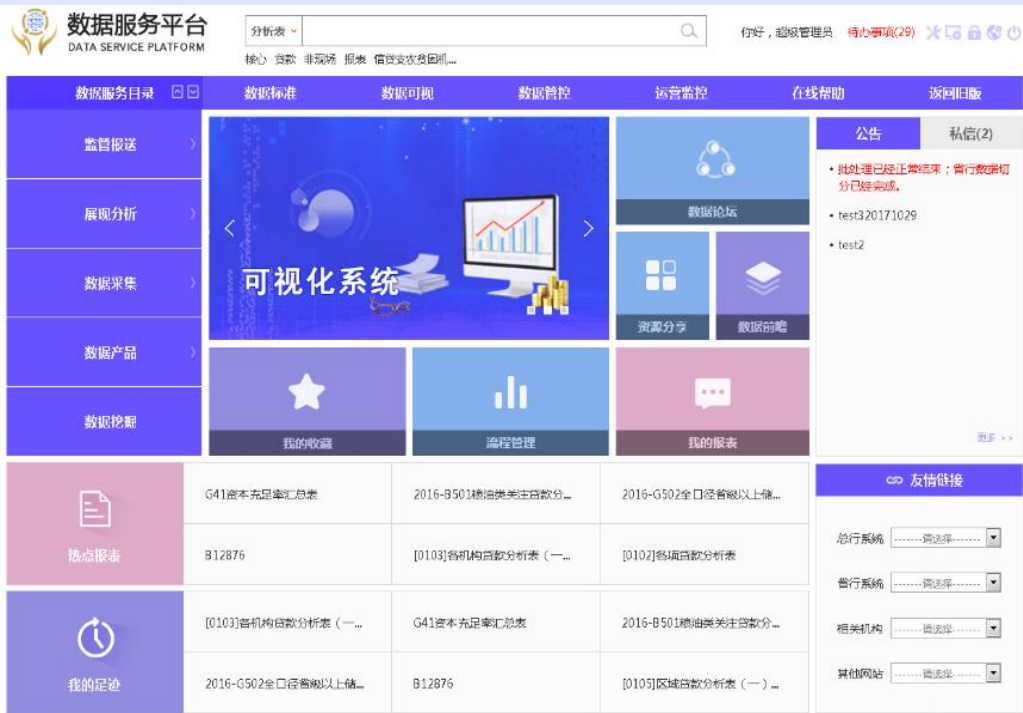 数据服务平台
DATA SERVICE PLATFORM
分析表
你好，超级管理员 待办事项(29)
核心 贷款 非现场 报表 信贷支农贫困机...
数据服务目录 数据标准 数据可视 数据管控 运营监控 在线帮助 返回旧版
监管报送
展现分析
数据采集
数据产品
数据挖掘
可视化系统
数据论坛
资源分享
数据前瞻
我的收藏
流程管理
我的报表
公告 私信(2)
批处理已经正常结束；省行数据切
分已经完成。
test320171029
test2
更多 >>
热点报表
G41资本充足率汇总表 2016-B501粮油类关注贷款分... 2016-G502全口径省级以上储...
B12876 [0103]各机构贷款分析表（一... [0102]各项贷款分析表
我的足迹
[0103]各机构贷款分析表（一... G41资本充足率汇总表 2016-B501粮油类关注贷款分...
2016-G502全口径省级以上储... B12876 [0105]区域贷款分析表（一）...
友情链接
总行系统 -------请选择-------
省行系统 -------请选择-------
相关机构 -------请选择-------
其他网站 -------请选择-------